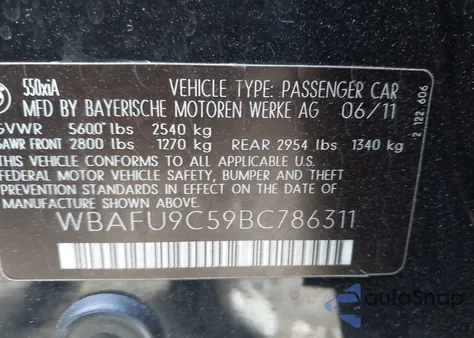 550xiA
VEHICLE TYPE: PASSENGER CAR
MFD BY BAYERISCHE MOTOREN WERKE AG 06/11
GVWR 5600 lbs 2540 kg
GAWR FRONT 2800 lbs 1270 kg REAR 2954 lbs 1340 kg
THIS VEHICLE CONFORMS TO ALL APPLICABLE U.S.
FEDERAL MOTOR VEHICLE SAFETY, BUMPER AND THEFT
PREVENTION STANDARDS IN EFFECT ON THE DATE OF
MANUFACTURE SHOWN ABOVE.
WBAFU9C59BC786311
2 122 606
autoSnap